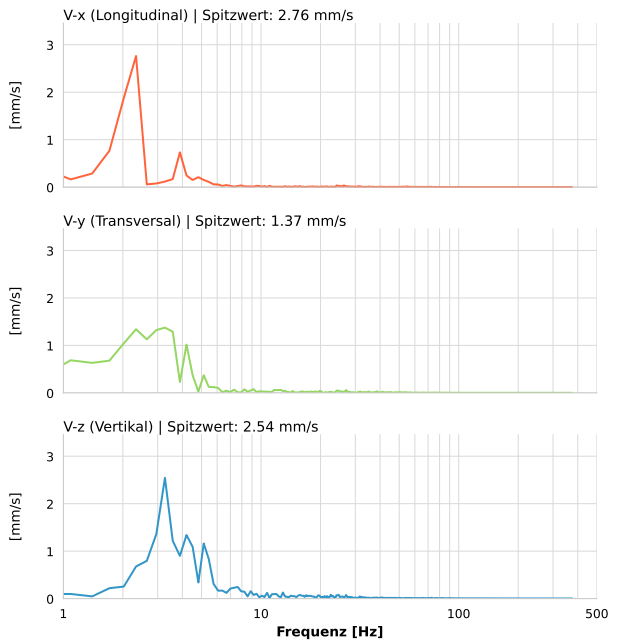 V-x (Longitudinal) | Spitzwert: 2.76 mm/s
3
2
1
0
[mm/s]
V-y (Transversal) | Spitzwert: 1.37 mm/s
3
2
1
0
[mm/s]
V-z (Vertikal) | Spitzwert: 2.54 mm/s
3
2
1
0
[mm/s]
1 10 100 500
Frequenz [Hz]